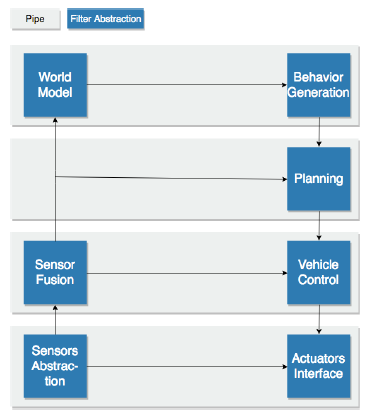 Pipe
Filter Abstraction
World
Model
Behavior
Generation
Planning
Sensor
Fusion
Vehicle
Control
Sensors
Abstrac-
tion
Actuators
Interface